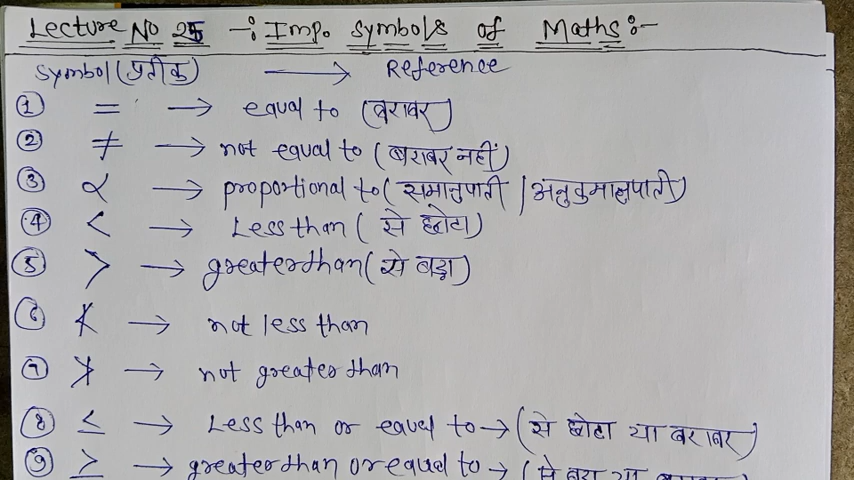 Lecture No 25 -: Imp. Symbols of Maths:-
Symbol (प्रतीक) → Reference
① = → equal to (बराबर)
② ≠ → not equal to (बराबर नहीं)
③ ∝ → proportional to (समानुपाती / अनुक्रमानुपाती)
④ < → Less than (से छोटा)
⑤ > → greater than (से बड़ा)
⑥ ≮ → not less than
⑦ ≯ → not greater than
⑧ ≤ → Less than or equal to → (से छोटा या बराबर)
⑨ ≥ → greater than or equal to → (से बड़ा या